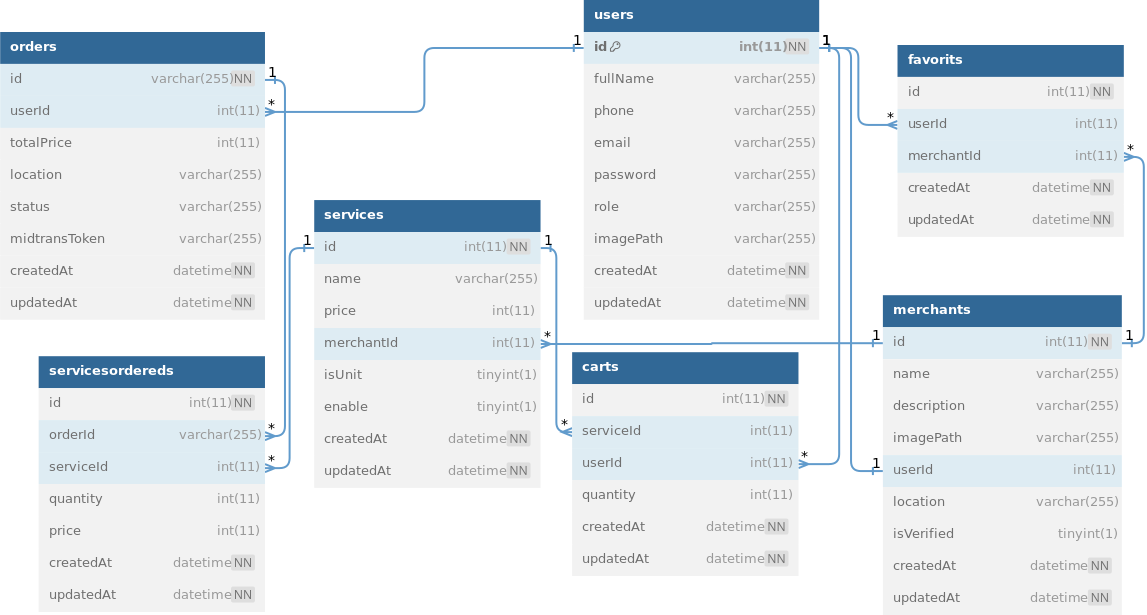 orders
id varchar(255) NN
userId int(11)
totalPrice int(11)
location varchar(255)
status varchar(255)
midtransToken varchar(255)
createdAt datetime NN
updatedAt datetime NN
1
*
users
id int(11) NN
fullName varchar(255)
phone varchar(255)
email varchar(255)
password varchar(255)
role varchar(255)
imagePath varchar(255)
createdAt datetime NN
updatedAt datetime NN
1
1
favorits
id int(11) NN
userId int(11)
merchantId int(11)
createdAt datetime NN
updatedAt datetime NN
*
*
services
id int(11) NN
name varchar(255)
price int(11)
merchantId int(11)
isUnit tinyint(1)
enable tinyint(1)
createdAt datetime NN
updatedAt datetime NN
1
1
*
merchants
id int(11) NN
name varchar(255)
description varchar(255)
imagePath varchar(255)
userId int(11)
location varchar(255)
isVerified tinyint(1)
createdAt datetime NN
updatedAt datetime NN
1
1
1
servicesordereds
id int(11) NN
orderId varchar(255)
serviceId int(11)
quantity int(11)
price int(11)
createdAt datetime NN
updatedAt datetime NN
*
*
carts
id int(11) NN
serviceId int(11)
userId int(11)
quantity int(11)
createdAt datetime NN
updatedAt datetime NN
*
*